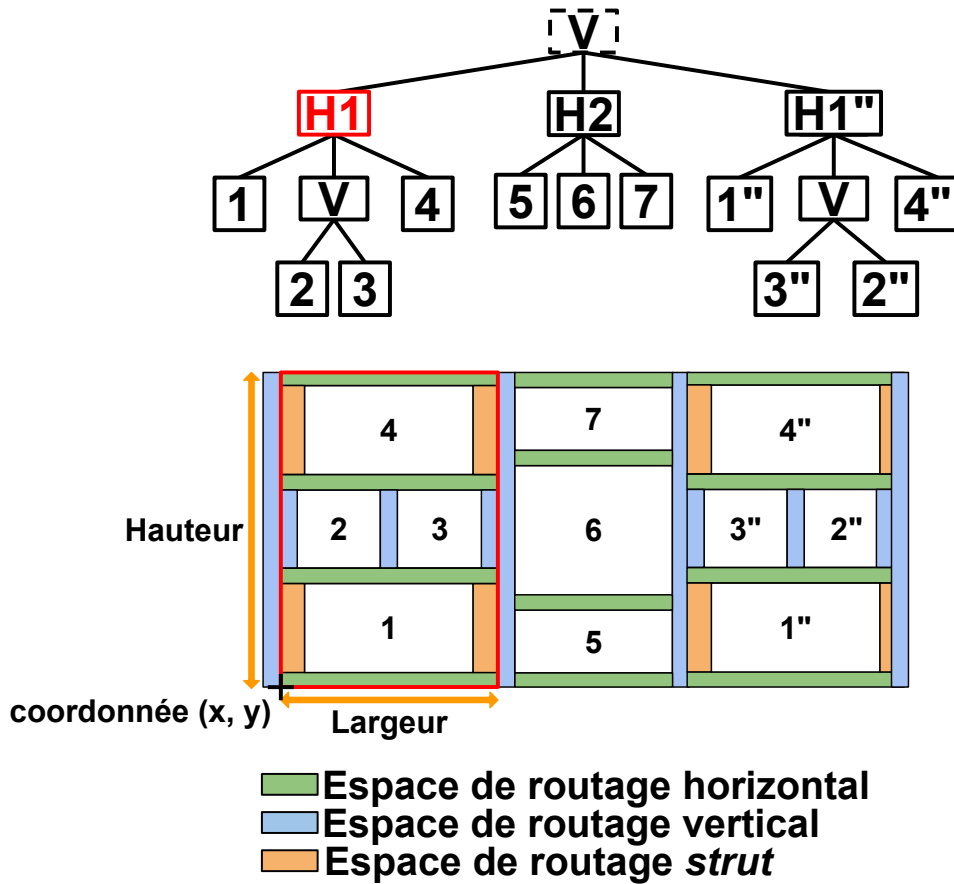 V
H1 H2 H1"
1 V 4 5 6 7 1" V 4"
2 3 3" 2"
4 7 4"
Hauteur 2 3 6 3" 2"
1 5 1"
coordonnée (x, y)
Largeur
Espace de routage horizontal
Espace de routage vertical
Espace de routage strut